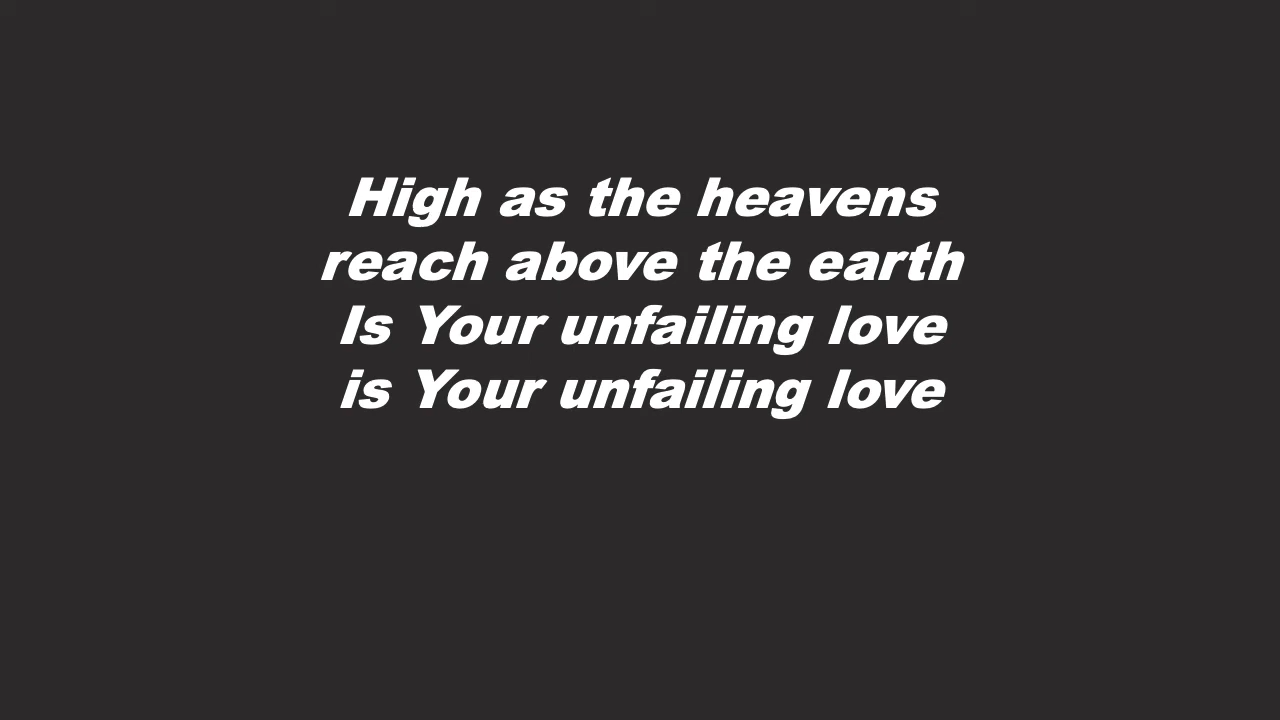 High as the heavens
reach above the earth
Is Your unfailing love
is Your unfailing love